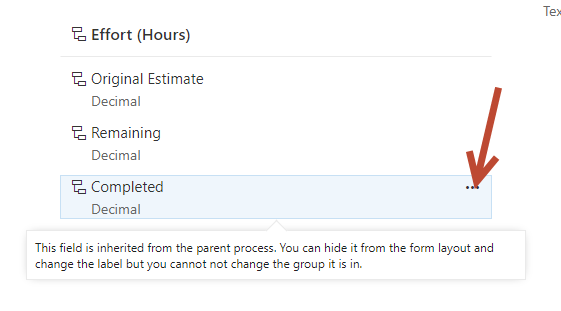 Tex
Effort (Hours)
Original Estimate
Decimal
Remaining
Decimal
Completed
...
Decimal
This field is inherited from the parent process. You can hide it from the form layout and
change the label but you cannot not change the group it is in.